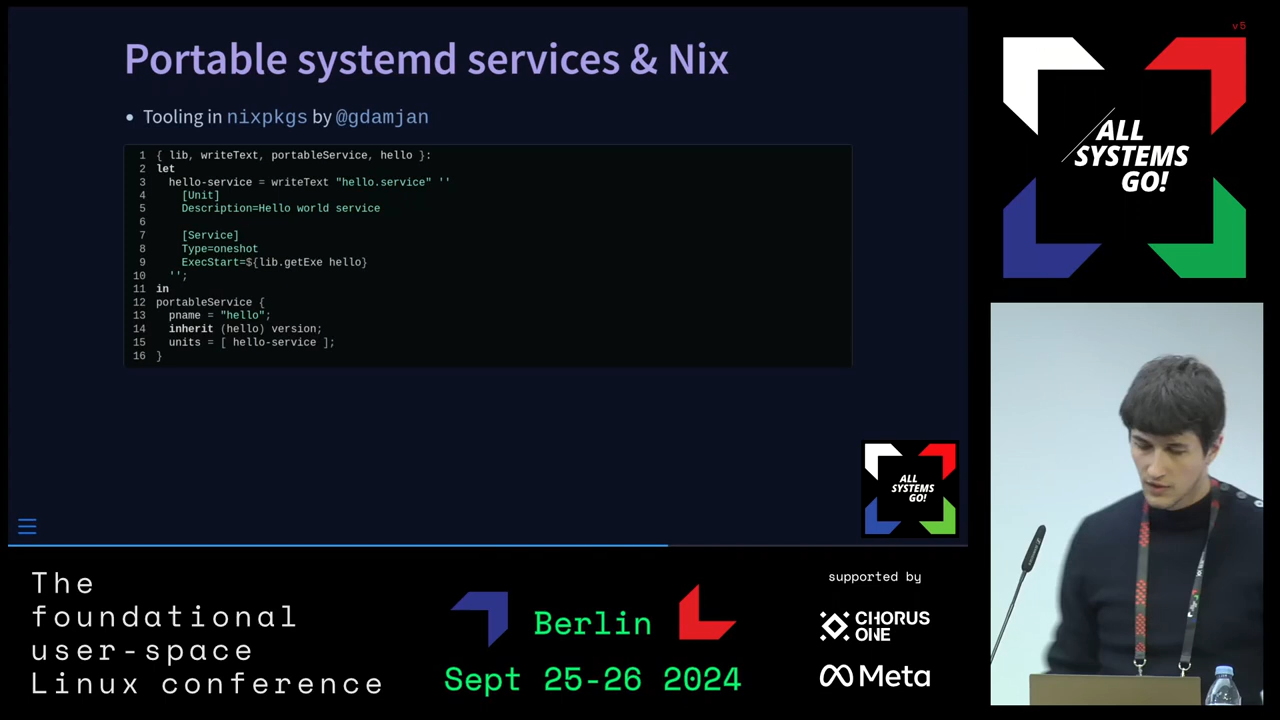 Portable systemd services & Nix
• Tooling in nixpkgs by @gdamjan
1 { lib, writeText, portableService, hello }:
2 let
3   hello-service = writeText "hello.service" ''
4     [Unit]
5     Description=Hello world service
6
7     [Service]
8     Type=oneshot
9     ExecStart=${lib.getExe hello}
10   '';
11 in
12 portableService {
13   pname = "hello";
14   inherit (hello) version;
15   units = [ hello-service ];
16 }
ALL
SYSTEMS
GO!
v5
ALL
SYSTEMS
GO!
The
foundational
user-space
Linux conference
Berlin
Sept 25-26 2024
supported by
CHORUS
ONE
Meta